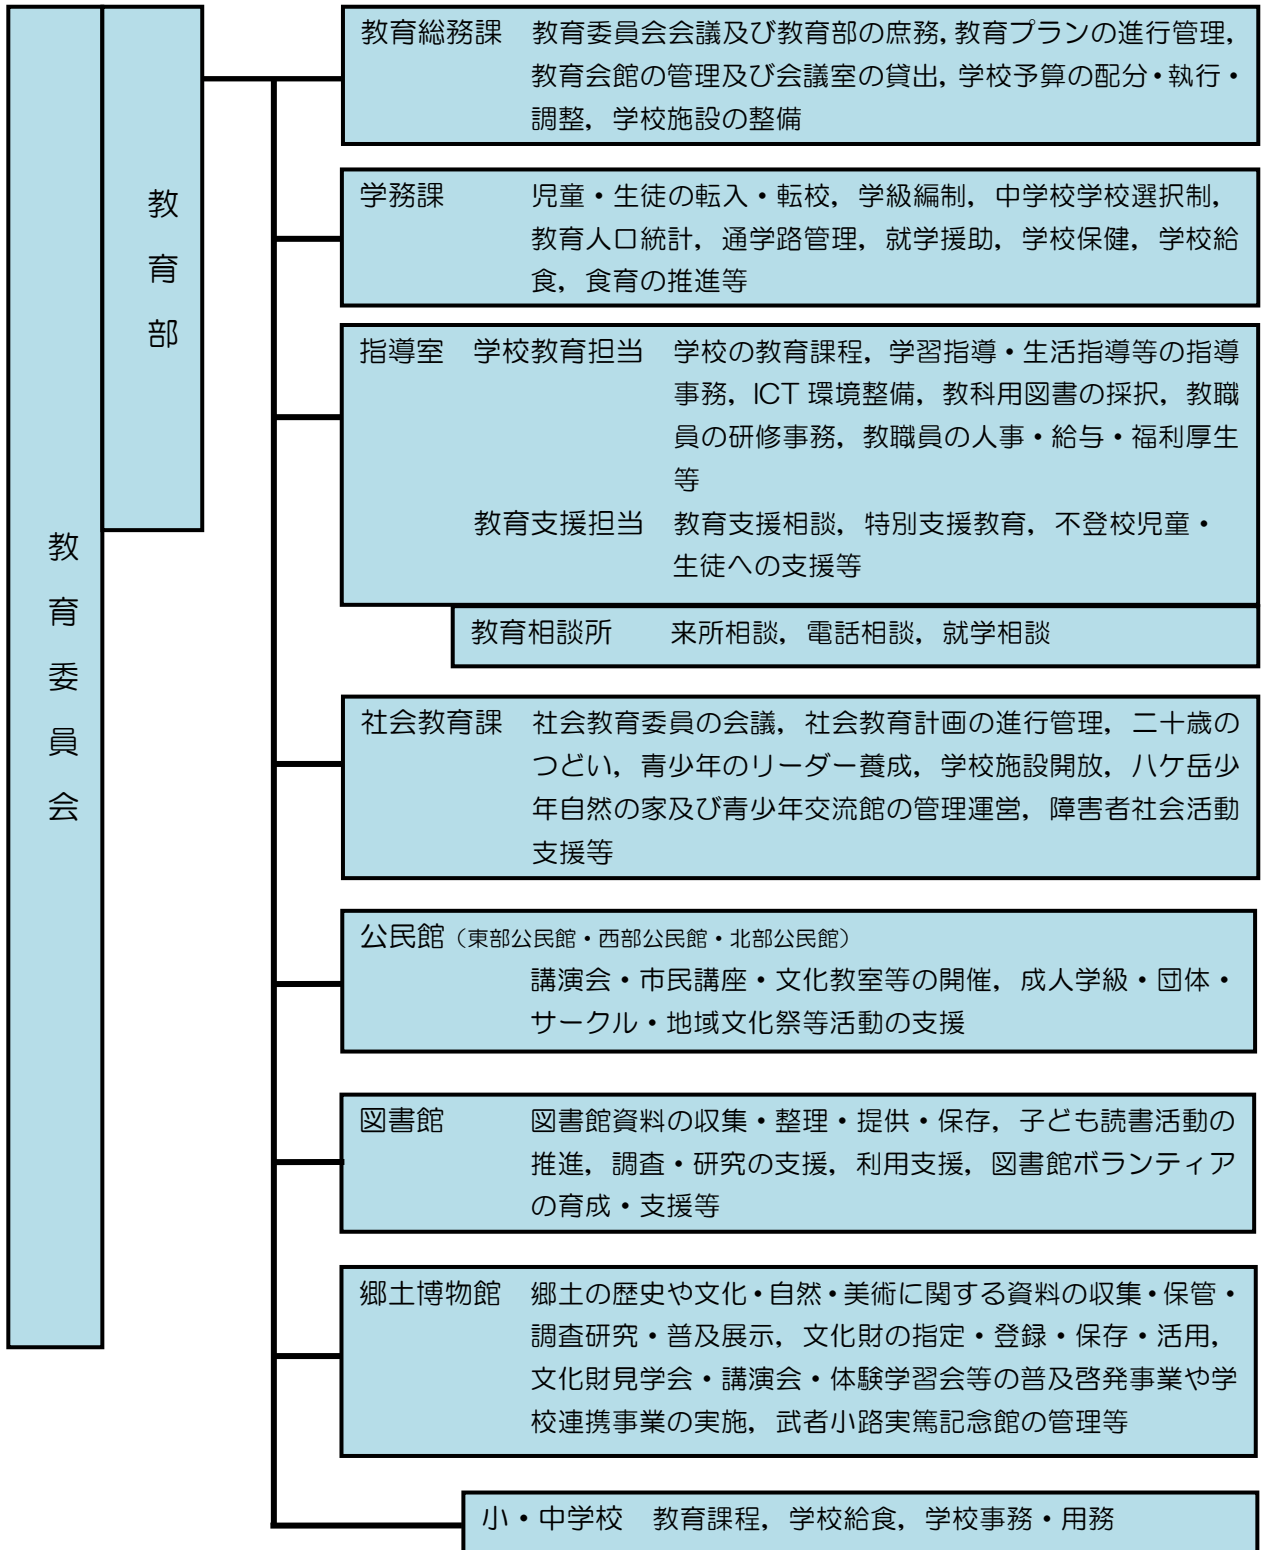 教育委員会
教育部
教育総務課 教育委員会会議及び教育部の庶務，教育プランの進行管理，
教育会館の管理及び会議室の貸出，学校予算の配分・執行・
調整，学校施設の整備
学務課 児童・生徒の転入・転校，学級編制，中学校学校選択制，
教育人口統計，通学路管理，就学援助，学校保健，学校給
食，食育の推進等
指導室 学校教育担当 学校の教育課程，学習指導・生活指導等の指導
事務，ICT 環境整備，教科用図書の採択，教職
員の研修事務，教職員の人事・給与・福利厚生
等
教育支援担当 教育支援相談，特別支援教育，不登校児童・
生徒への支援等
教育相談所 来所相談，電話相談，就学相談
社会教育課 社会教育委員の会議，社会教育計画の進行管理，二十歳の
つどい，青少年のリーダー養成，学校施設開放，八ケ岳少
年自然の家及び青少年交流館の管理運営，障害者社会活動
支援等
公民館（東部公民館・西部公民館・北部公民館）
講演会・市民講座・文化教室等の開催，成人学級・団体・
サークル・地域文化祭等活動の支援
図書館 図書館資料の収集・整理・提供・保存，子ども読書活動の
推進，調査・研究の支援，利用支援，図書館ボランティア
の育成・支援等
郷土博物館 郷土の歴史や文化・自然・美術に関する資料の収集・保管・
調査研究・普及展示，文化財の指定・登録・保存・活用，
文化財見学会・講演会・体験学習会等の普及啓発事業や学
校連携事業の実施，武者小路実篤記念館の管理等
小・中学校 教育課程，学校給食，学校事務・用務